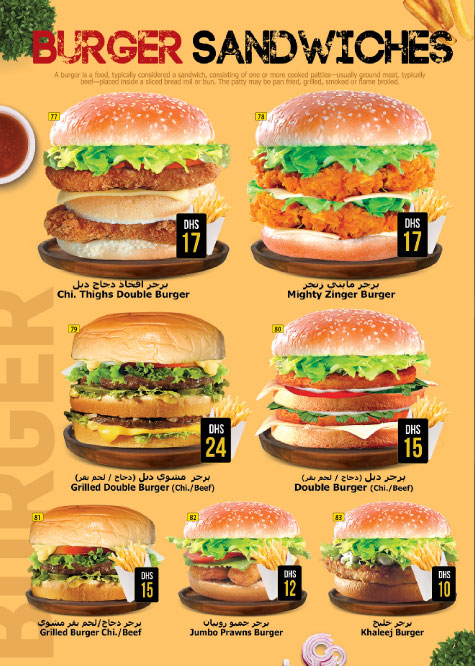 BURGER SANDWICHES
A burger is a food, typically considered a sandwich, consisting of one or more cooked patties—usually ground meat, typically
beef—placed inside a sliced bread roll or bun. The patty may be pan fried, grilled, smoked or flame broiled.
77
DHS
17
برجر افخاذ دجاج دبل
Chi. Thighs Double Burger
78
DHS
17
برجر مايتي زنجر
Mighty Zinger Burger
79
DHS
24
برجر مشوي دبل (دجاج / لحم بقر)
Grilled Double Burger (Chi./Beef)
80
DHS
15
برجر دبل (دجاج / لحم بقر)
Double Burger (Chi./Beef)
BURGER
81
DHS
15
برجر دجاج/لحم بقر مشوي
Grilled Burger Chi./Beef
82
DHS
12
برجر جمبو روبيان
Jumbo Prawns Burger
83
DHS
10
برجر خليج
Khaleej Burger